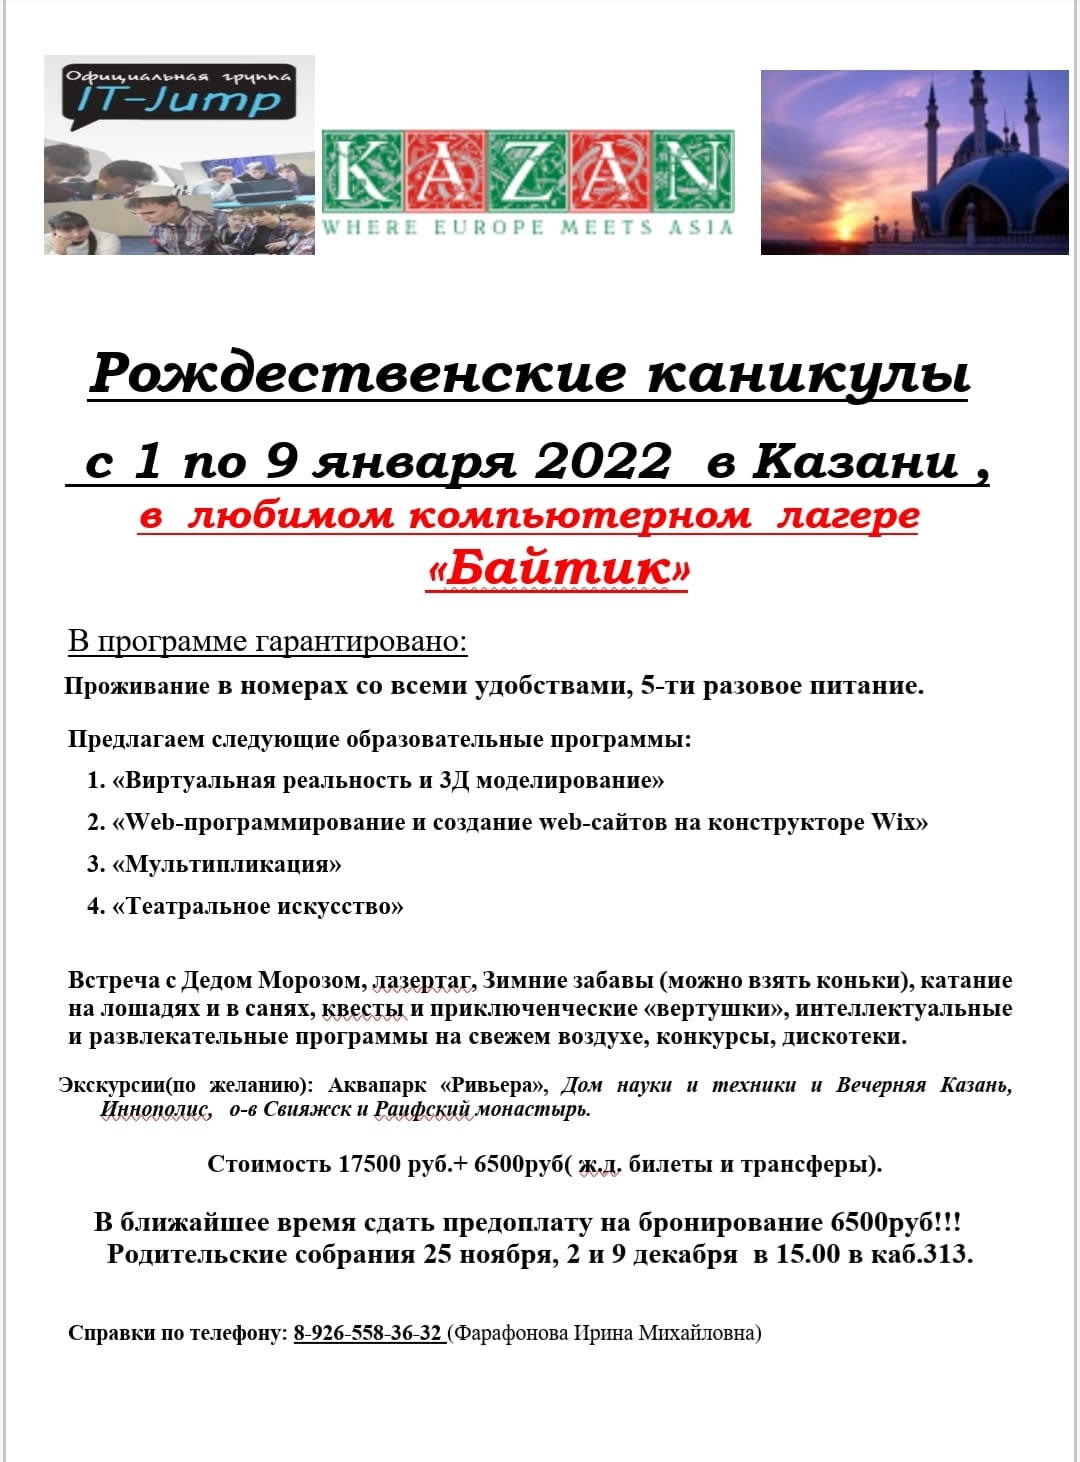 Официальная группа
IT-Jump
KAZAN
WHERE EUROPE MEETS ASIA
Рождественские каникулы
с 1 по 9 января 2022 в Казани ,
в любимом компьютерном лагере
«Байтик»
В программе гарантировано:
Проживание в номерах со всеми удобствами, 5-ти разовое питание.
Предлагаем следующие образовательные программы:
1. «Виртуальная реальность и 3Д моделирование»
2. «Web-программирование и создание web-сайтов на конструкторе Wix»
3. «Мультипликация»
4. «Театральное искусство»
Встреча с Дедом Морозом, лазертаг, Зимние забавы (можно взять коньки), катание
на лошадях и в санях, квесты и приключенческие «вертушки», интеллектуальные
и развлекательные программы на свежем воздухе, конкурсы, дискотеки.
Экскурсии(по желанию): Аквапарк «Ривьера», Дом науки и техники и Вечерняя Казань,
Иннополис, о-в Свияжск и Раифский монастырь.
Стоимость 17500 руб.+ 6500руб( ж.д. билеты и трансферы).
В ближайшее время сдать предоплату на бронирование 6500руб!!!
Родительские собрания 25 ноября, 2 и 9 декабря в 15.00 в каб.313.
Справки по телефону: 8-926-558-36-32 (Фарафонова Ирина Михайловна)